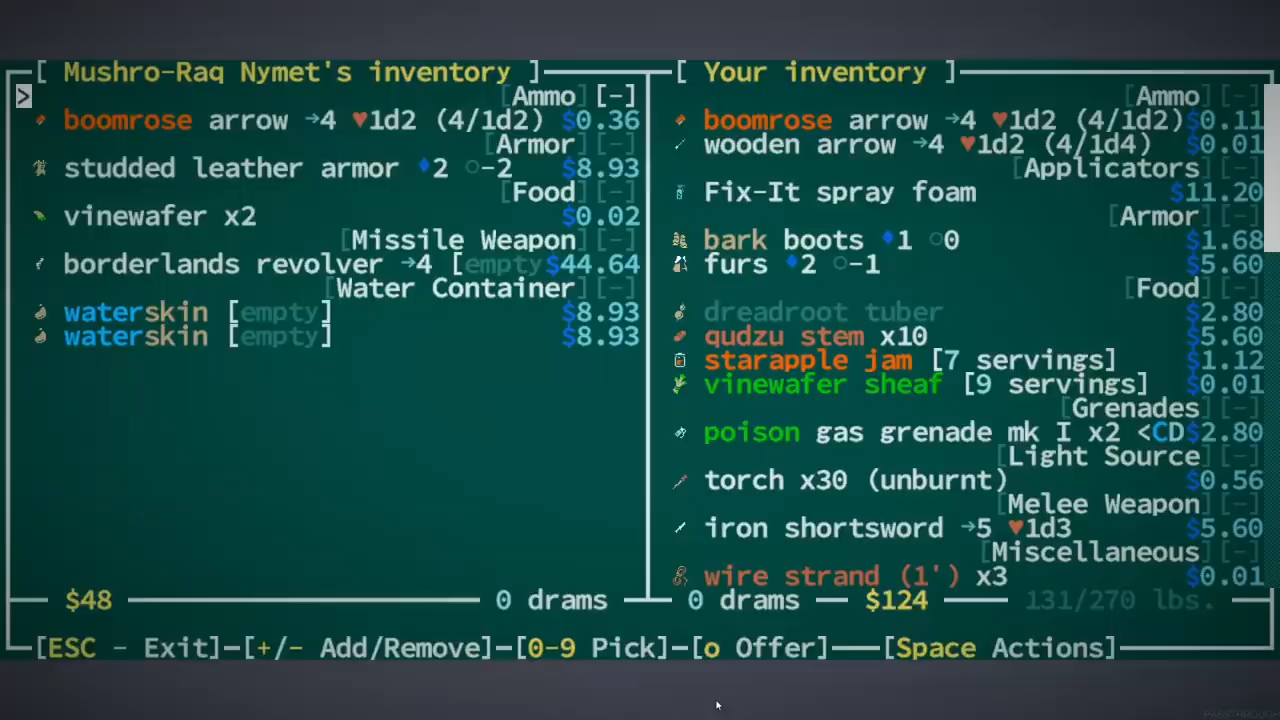 [ Mushro-Raq Nymet's inventory ]
>
[Ammo [-]
boomrose arrow →4 ♥1d2 (4/1d2) $0.36
[Armor] [-]
studded leather armor ♦2 ○-2 $8.93
[Food] [-]
vinewafer x2 $0.02
[Missile Weapon] [-]
borderlands revolver →4 [empty $44.64
[Water Container] [-]
waterskin [empty] $8.93
waterskin [empty] $8.93
$48
0 drams
[ Your inventory ]
[Ammo] [-]
boomrose arrow →4 ♥1d2 (4/1d2) $0.11
wooden arrow →4 ♥1d2 (4/1d4) $0.01
[Applicators] [-]
Fix-It spray foam $11.20
[Armor] [-]
bark boots ♦1 ○0 $1.68
furs ♦2 ○-1 $5.60
[Food] [-]
dreadroot tuber $2.80
qudzu stem x10 $5.60
starapple jam [7 servings] $1.12
vinewafer sheaf [9 servings] $0.01
[Grenades] [-]
poison gas grenade mk I x2 <CD $2.80
[Light Source] [-]
torch x30 (unburnt) $0.56
[Melee Weapon] [-]
iron shortsword →5 ♥1d3 $5.60
[Miscellaneous] [-]
wire strand (1') x3 $0.01
0 drams
$124
131/270 lbs.
[ESC - Exit] [+/- Add/Remove] [0-9 Pick] [o Offer] [Space Actions]